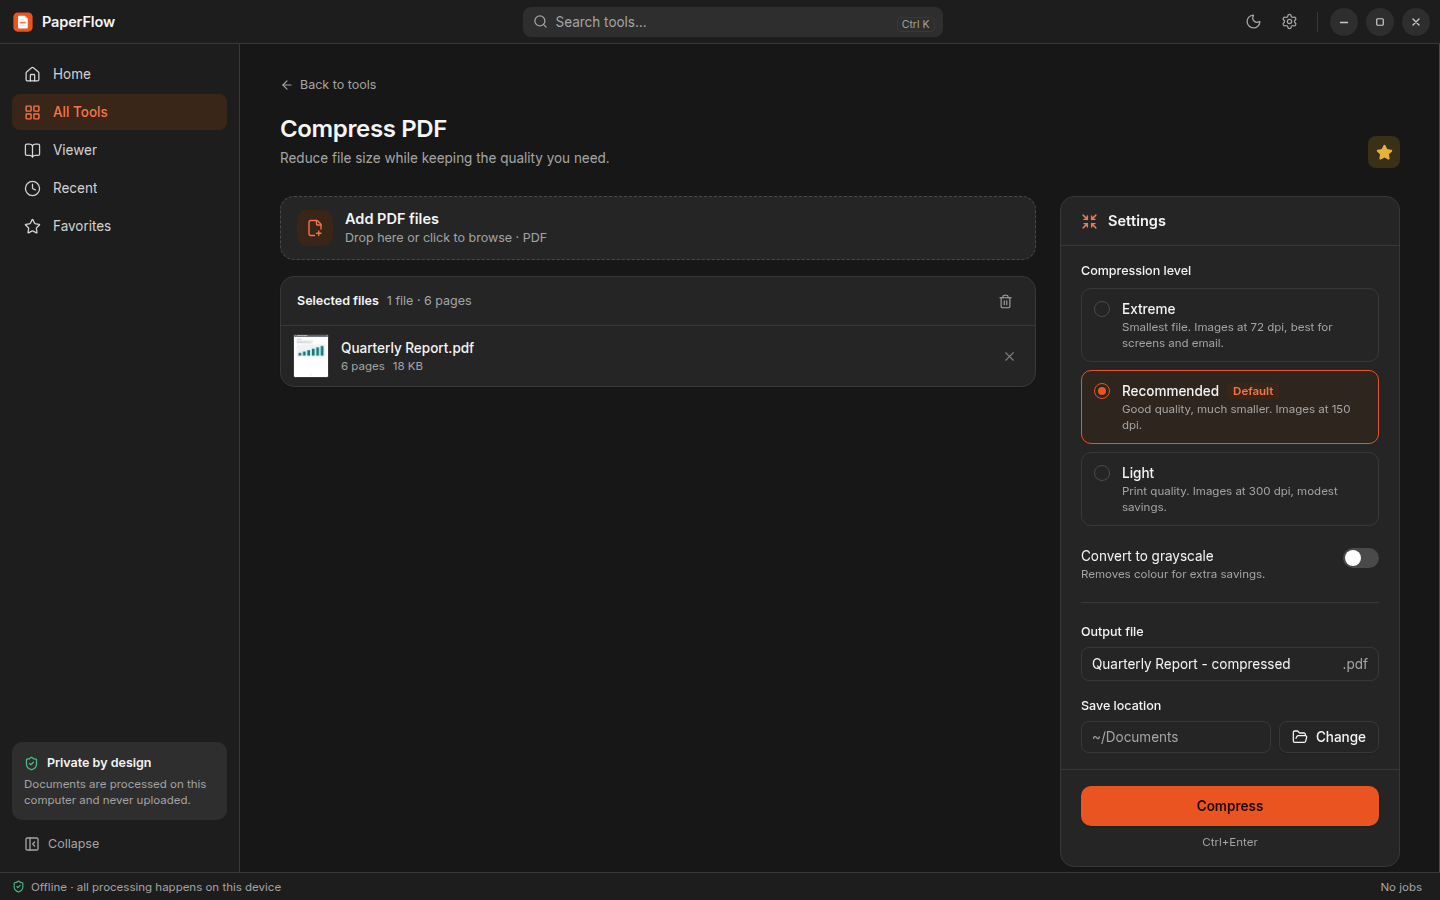 PaperFlow
Search tools...
Ctrl K
Home
All Tools
Viewer
Recent
Favorites
Private by design
Documents are processed on this
computer and never uploaded.
Collapse
Back to tools
Compress PDF
Reduce file size while keeping the quality you need.
Add PDF files
Drop here or click to browse · PDF
Selected files 1 file · 6 pages
Quarterly Report.pdf
6 pages 18 KB
Settings
Compression level
Extreme
Smallest file. Images at 72 dpi, best for
screens and email.
Recommended Default
Good quality, much smaller. Images at 150
dpi.
Light
Print quality. Images at 300 dpi, modest
savings.
Convert to grayscale
Removes colour for extra savings.
Output file
Quarterly Report - compressed .pdf
Save location
~/Documents
Change
Compress
Ctrl+Enter
Offline · all processing happens on this device
No jobs